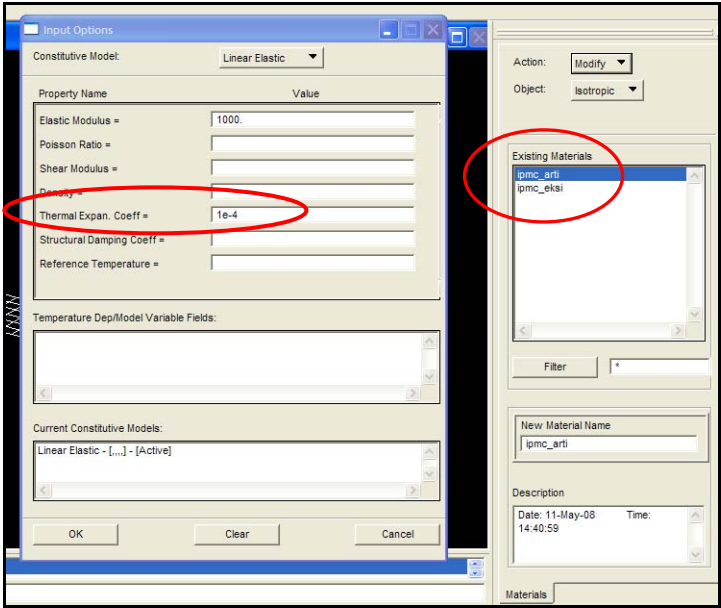 Input Options
Constitutive Model: Linear Elastic
Property Name Value
Elastic Modulus = 1000.
Poisson Ratio =
Shear Modulus =
Density =
Thermal Expan. Coeff = 1e-4
Structural Damping Coeff =
Reference Temperature =
Temperature Dep/Model Variable Fields:
Current Constitutive Models:
Linear Elastic - [,,,,] - [Active]
OK Clear Cancel
Action: Modify
Object: Isotropic
Existing Materials
ipmc_arti
ipmc_eksi
Filter *
New Material Name
ipmc_arti
Description
Date: 11-May-08 Time:
14:40:59
Materials